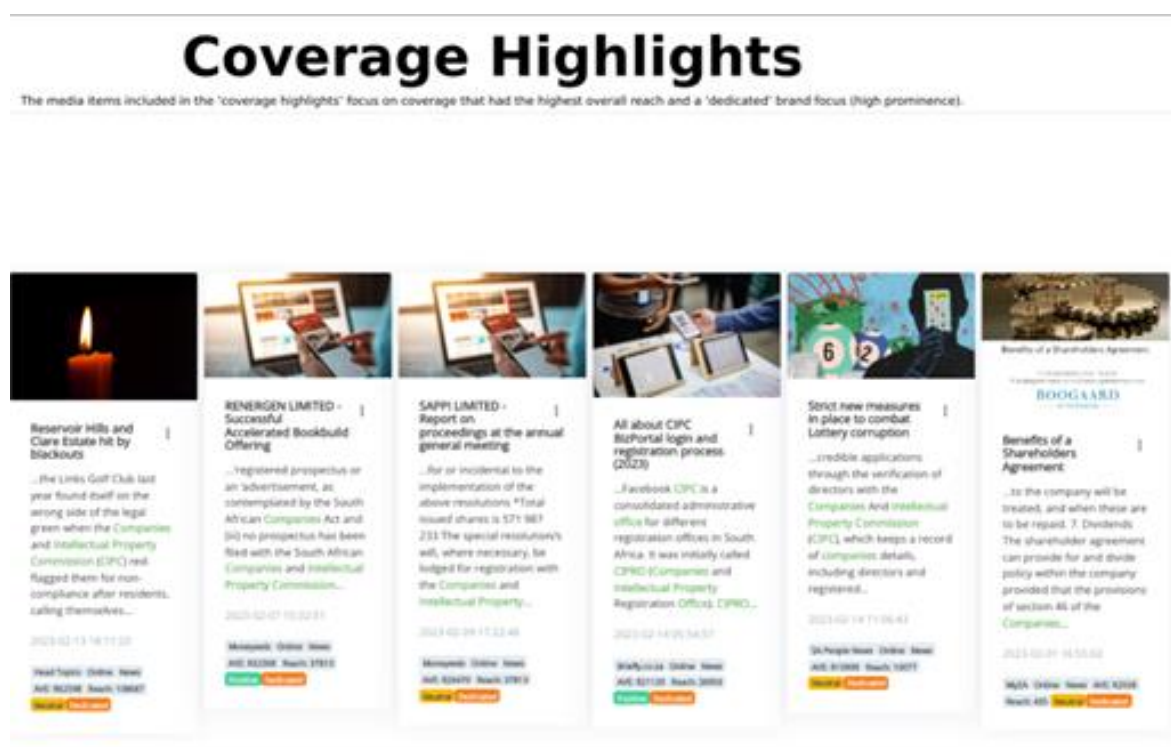 Coverage Highlights
The media items included in the 'coverage highlights' focus on coverage that had the highest overall reach and a 'dedicated' brand focus (high prominence).
Reservoir Hills and
Clare Estate hit by
blackouts
...the Links Golf Club last
year found itself on the
wrong side of the legal
green when the Companies
and Intellectual Property
Commission (CIPC) red-
flagged them for non-
compliance after residents,
calling themselves...
Head Topics Online News
Neutral Dedicated
RENERGEN LIMITED -
Successful
Accelerated Bookbuild
Offering
...'registered prospectus or
an 'advertisement, as
contemplated by the South
African Companies Act and
(iii) no prospectus has been
filed with the South African
Companies and Intellectual
Property Commission...
Moneyweb Online News
Positive Dedicated
SAPPI LIMITED -
Report on
proceedings at the annual
general meeting
...for or incidental to the
implementation of the
above resolutions *Total
issued shares is 571 987
233 The special resolution/s
will, where necessary, be
lodged for registration with
the Companies and
Intellectual Property...
Moneyweb Online News
Neutral Dedicated
All about CIPC
BizPortal login and
registration process
(2023)
...Facebook CIPC is a
consolidated administrative
office for different
registration offices in South
Africa. It was initially called
CIPRO (Companies and
Intellectual Property
Registration Office). CIPRO...
Briefly.co.za Online News
Positive Dedicated
Strict new measures
in place to combat
Lottery corruption
...credible applications
through the verification of
directors with the
Companies And Intellectual
Property Commission
(CIPC), which keeps a record
of companies details,
including directors and
registered...
SA People News Online News
Neutral Dedicated
Benefits of a Shareholders Agreement
BOOGAARD
Benefits of a
Shareholders
Agreement
...to the company will be
treated, and when these are
to be repaid. 7. Dividends
The shareholder agreement
can provide for and divide
policy within the company
provided that the provisions
of section 46 of the
Companies...
Online News
Neutral Dedicated